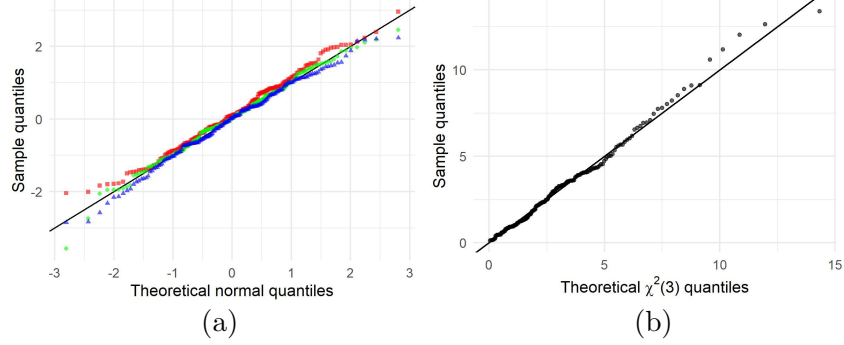 2
0
-2
-3
-2
-1
0
1
2
3
Sample quantiles
Theoretical normal quantiles
(a)
10
5
0
0
5
10
15
Sample quantiles
Theoretical χ²(3) quantiles
(b)